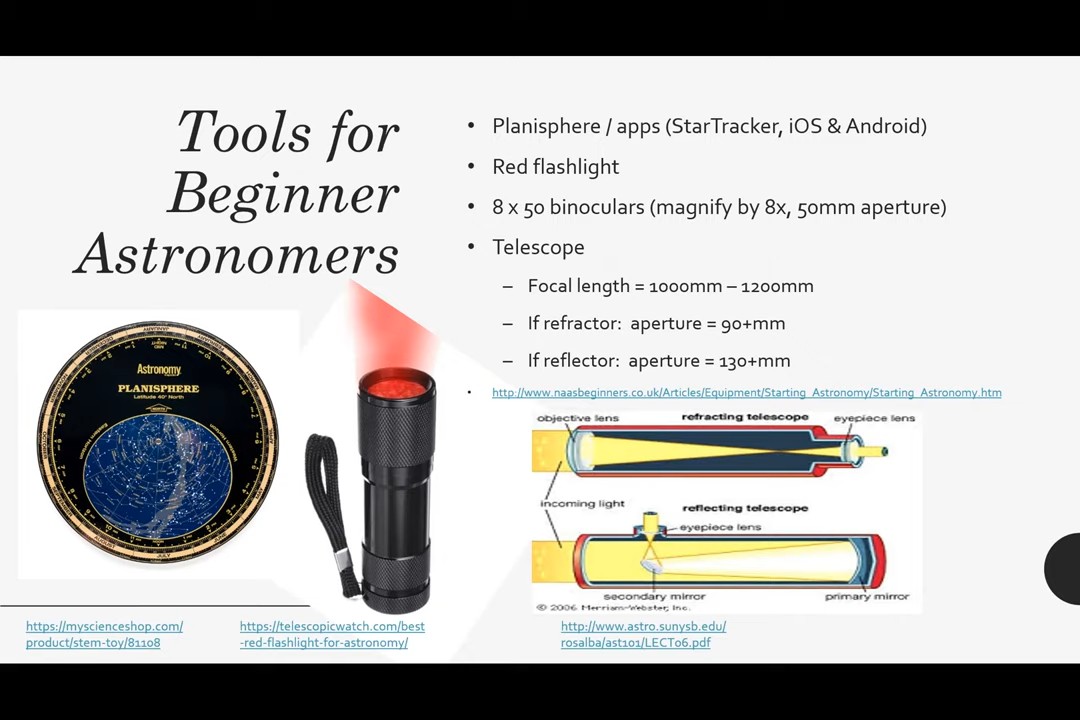 Tools for
Beginner
Astronomers
• Planisphere / apps (StarTracker, iOS & Android)
• Red flashlight
• 8 x 50 binoculars (magnify by 8x, 50mm aperture)
• Telescope
– Focal length = 1000mm – 1200mm
– If refractor: aperture = 90+mm
– If reflector: aperture = 130+mm
• http://www.naasbeginners.co.uk/Articles/Equipment/Starting_Astronomy/Starting_Astronomy.htm
Astronomy
PLANISPHERE
Latitude 40° North
JULY
objective lens
refracting telescope
eyepiece lens
incoming light
reflecting telescope
eyepiece lens
secondary mirror
primary mirror
© 2006 Merriam-Webster, Inc.
https://myscienceshop.com/
product/stem-toy/81108
https://telescopicwatch.com/best
-red-flashlight-for-astronomy/
http://www.astro.sunysb.edu/
rosalba/ast101/LECT06.pdf